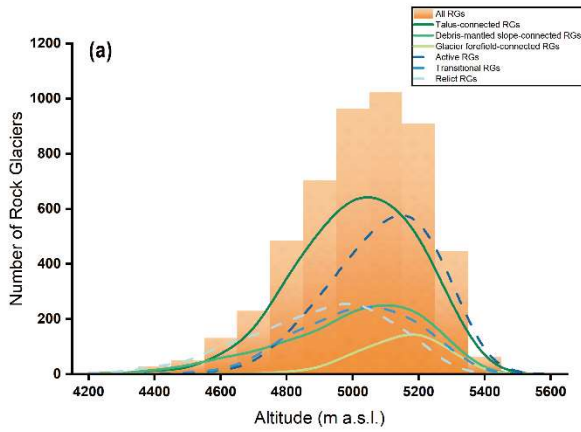 (a)
All RGs
Talus-connected RGs
Debris-mantled slope-connected RGs
Glacier forefield-connected RGs
Active RGs
Transitional RGs
Relict RGs
Number of Rock Glaciers
1200
1000
800
600
400
200
0
4200 4400 4600 4800 5000 5200 5400 5600
Altitude (m a.s.l.)